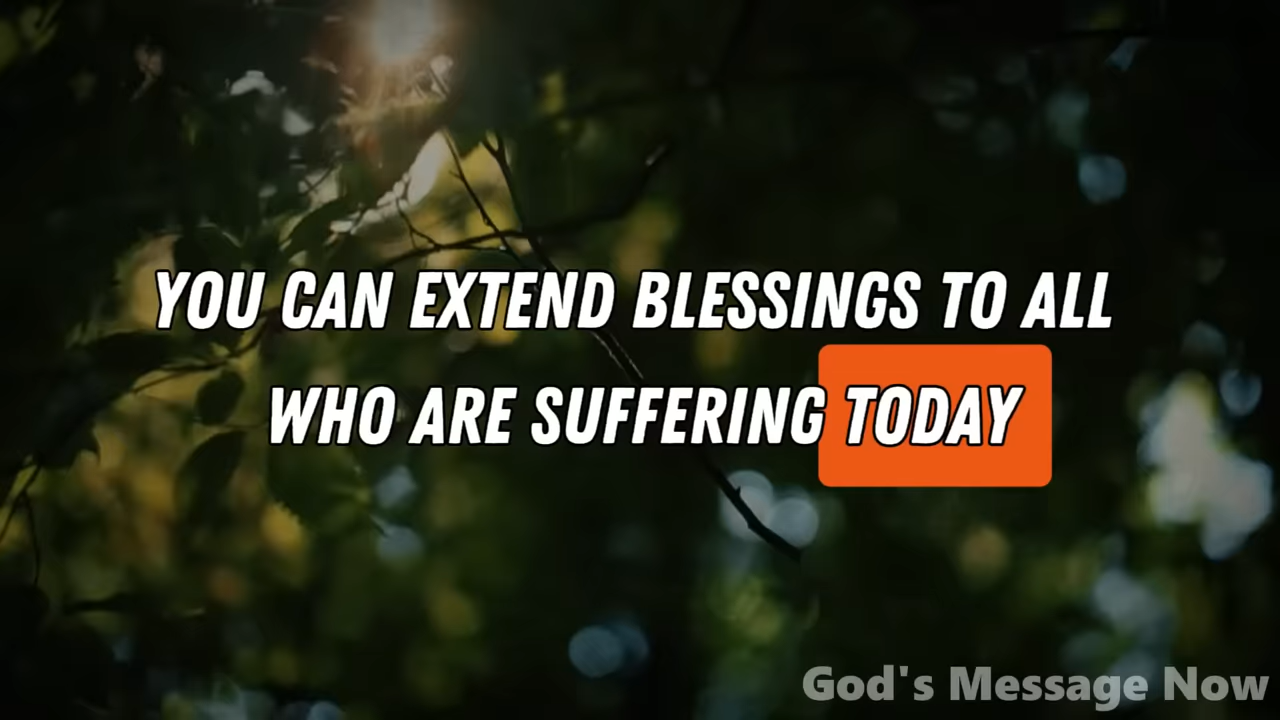 YOU CAN EXTEND BLESSINGS TO ALL
WHO ARE SUFFERING TODAY
God's Message Now